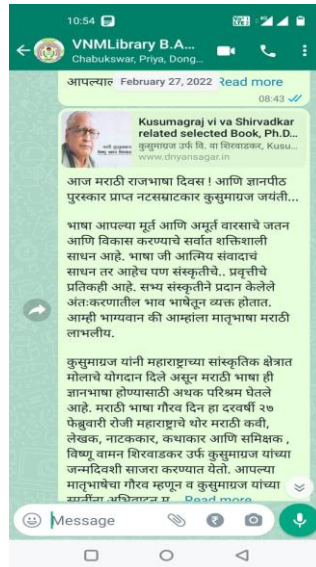 10:54
VNMLibrary B.A...
Chabukswar, Priya, Dong...
आपल्याल
February 27, 2022
Read more
08:43
Kusumagraj vi va Shirvadkar
related selected Book, Ph.D...
कुसुमाग्रज उर्फ वि. वा शिरवाडकर, Kusu...
www.dnyansagar.in
आज मराठी राजभाषा दिवस ! आणि ज्ञानपीठ
पुरस्कार प्राप्त नटसम्राटकार कुसुमाग्रज जयंती...
भाषा आपल्या मूर्त आणि अमूर्त वारसाचे जतन
आणि विकास करण्याचे सर्वात शक्तिशाली
साधन आहे. भाषा जी आत्मिय संवादाचं
साधन तर आहेच पण संस्कृतीचे.. प्रवृत्तीचे
प्रतिकही आहे. सभ्य संस्कृतीने प्रदान केलेले
अंतःकरणातील भाव भाषेतून व्यक्त होतात.
आम्ही भाग्यवान की आम्हांला मातृभाषा मराठी
लाभलीय.
कुसुमाग्रज यांनी महाराष्ट्राच्या सांस्कृतिक क्षेत्रात
मोलाचे योगदान दिले असून मराठी भाषा ही
ज्ञानभाषा होण्यासाठी अथक परिश्रम घेतले
आहे. मराठी भाषा गौरव दिन हा दरवर्षी २७
फेब्रुवारी रोजी महाराष्ट्राचे थोर मराठी कवी,
लेखक, नाटककार, कथाकार आणि समिक्षक ,
विष्णू वामन शिरवाडकर उर्फ कुसुमाग्रज यांच्या
जन्मदिवशी साजरा करण्यात येतो. आपल्या
मातृभाषेचा गौरव म्हणून व कुसुमाग्रज यांच्या
स्मृतींना अभिवादन म... Read more
Message